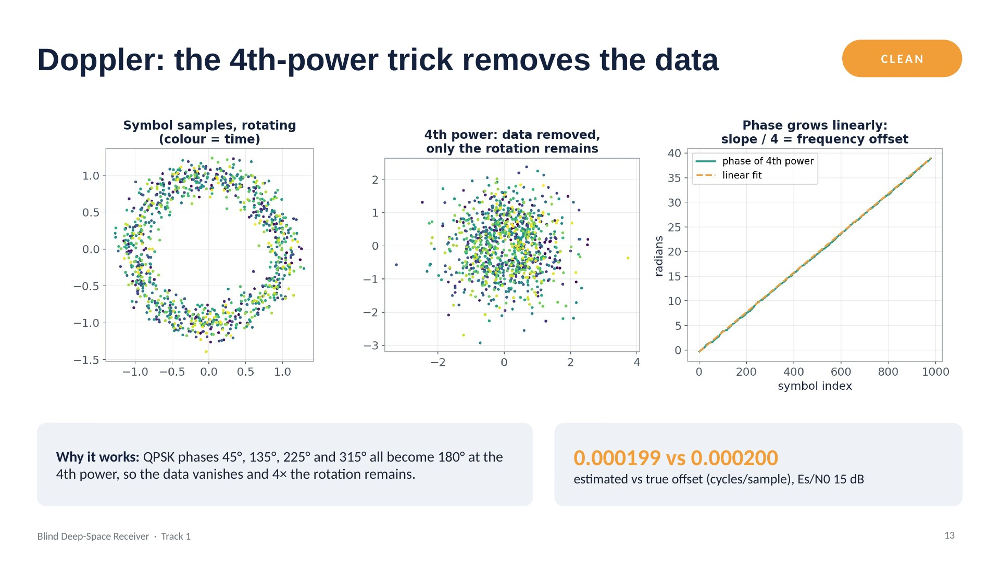 Doppler: the 4th-power trick removes the data
CLEAN
Symbol samples, rotating
(colour = time)
1.0
0.5
0.0
−0.5
−1.0
−1.5
−1.0 −0.5 0.0 0.5 1.0
4th power: data removed,
only the rotation remains
2
1
0
−1
−2
−3
−2 0 2 4
Phase grows linearly:
slope / 4 = frequency offset
phase of 4th power
linear fit
radians
40
35
30
25
20
15
10
5
0
0 200 400 600 800 1000
symbol index
Why it works: QPSK phases 45°, 135°, 225° and 315° all become 180° at the
4th power, so the data vanishes and 4× the rotation remains.
0.000199 vs 0.000200
estimated vs true offset (cycles/sample), Es/N0 15 dB
Blind Deep-Space Receiver · Track 1
13